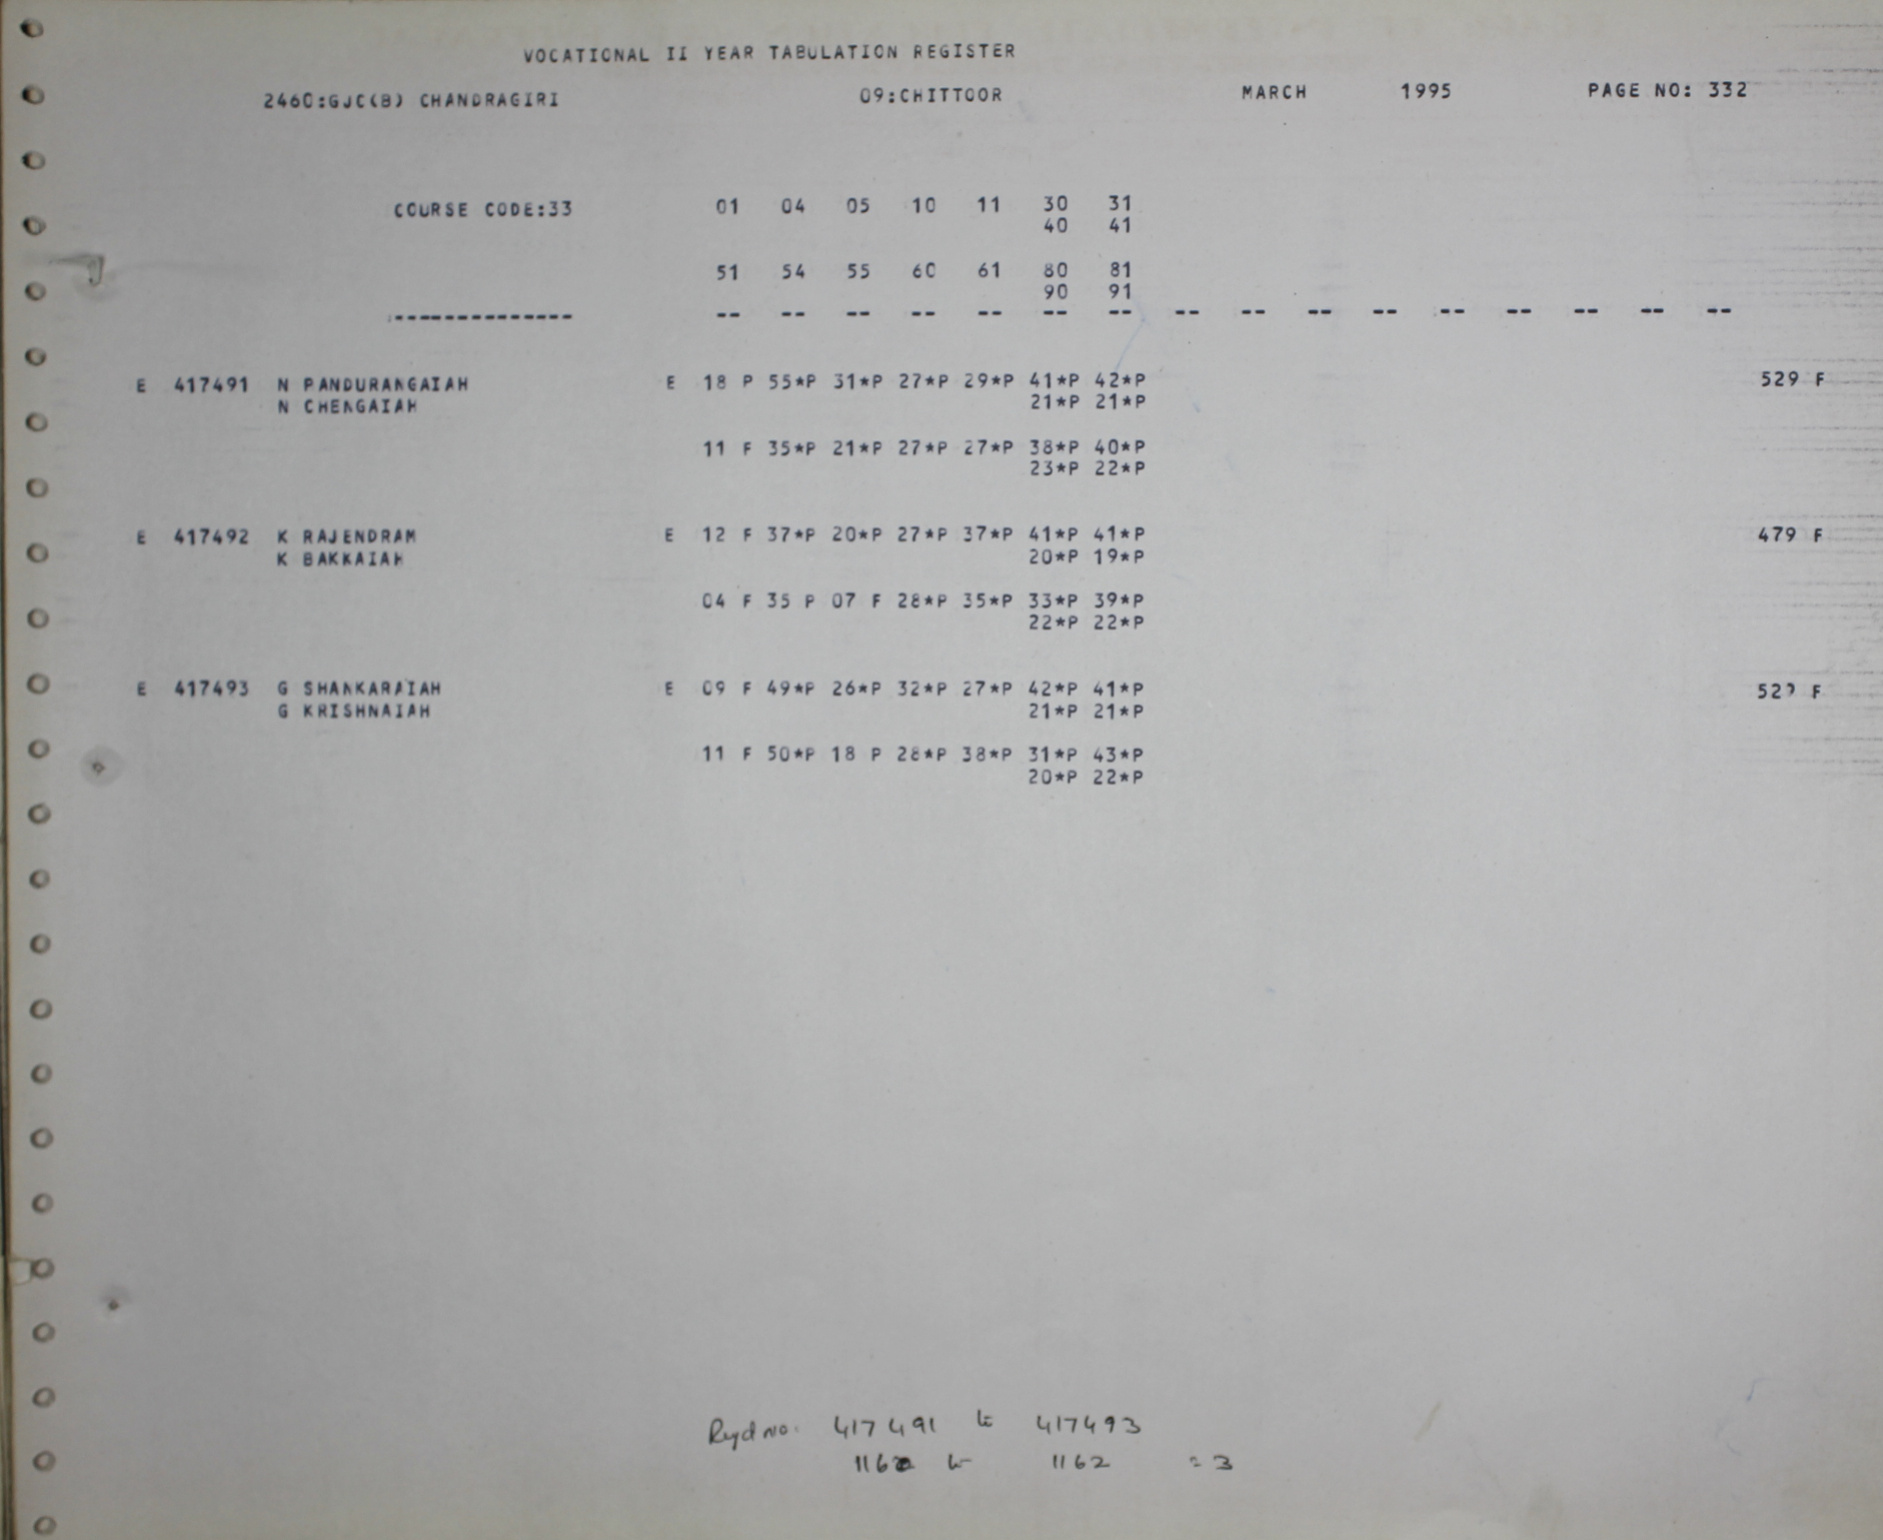 VOCATIONAL II YEAR TABULATION REGISTER
2460:GJC(B) CHANDRAGIRI 09:CHITTOOR MARCH 1995 PAGE NO: 332
COURSE CODE:33 01 04 05 10 11 30 31
40 41
51 54 55 60 61 80 81
90 91
-------------- -- -- -- -- -- -- -- -- -- -- -- -- -- -- -- --
E 417491 N PANDURANGAIAH E 18 P 55*P 31*P 27*P 29*P 41*P 42*P 529 F
N CHENGAIAH 21*P 21*P
11 F 35*P 21*P 27*P 27*P 38*P 40*P
23*P 22*P
E 417492 K RAJENDRAM E 12 F 37*P 20*P 27*P 37*P 41*P 41*P 479 F
K BAKKAIAH 20*P 19*P
04 F 35 P 07 F 28*P 35*P 33*P 39*P
22*P 22*P
E 417493 G SHANKARAIAH E 09 F 49*P 26*P 32*P 27*P 42*P 41*P 529 F
G KRISHNAIAH 21*P 21*P
11 F 50*P 18 P 28*P 38*P 31*P 43*P
20*P 22*P
Regd no. 417491 to 417493
to 1162 = 3